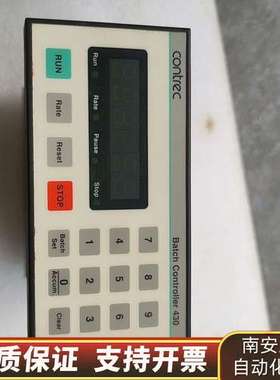 contrec
Batch Controller 430
Run Rate Pause Stop
RUN Rate Reset STOP
7 8 9
4 5 6
1 2 3
Batch Set
0 Accum.
Clear
质保证 支持开票
南安
自动化